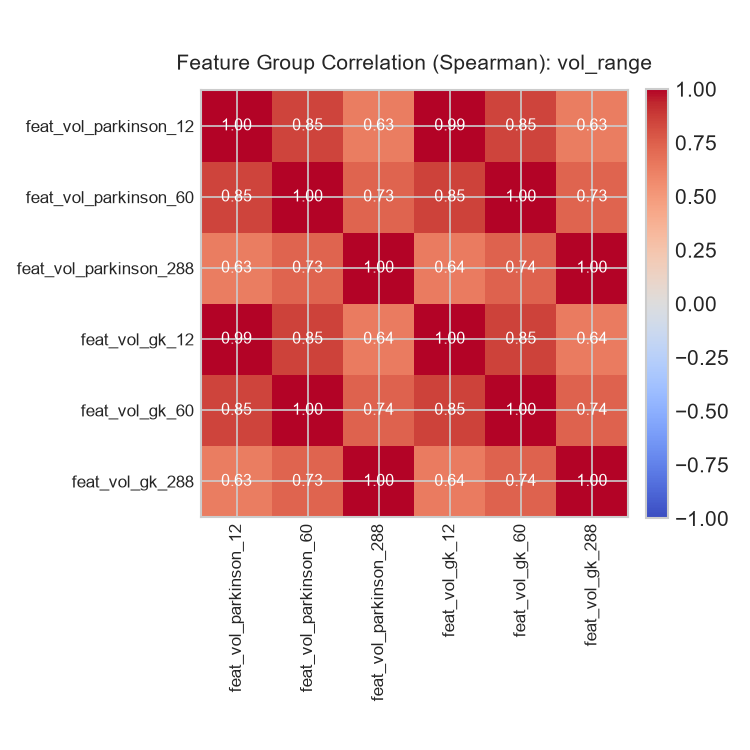 Feature Group Correlation (Spearman): vol_range
feat_vol_parkinson_12 1.00 0.85 0.63 0.99 0.85 0.63
feat_vol_parkinson_60 0.85 1.00 0.73 0.85 1.00 0.73
feat_vol_parkinson_288 0.63 0.73 1.00 0.64 0.74 1.00
feat_vol_gk_12 0.99 0.85 0.64 1.00 0.85 0.64
feat_vol_gk_60 0.85 1.00 0.74 0.85 1.00 0.74
feat_vol_gk_288 0.63 0.73 1.00 0.64 0.74 1.00
feat_vol_parkinson_12
feat_vol_parkinson_60
feat_vol_parkinson_288
feat_vol_gk_12
feat_vol_gk_60
feat_vol_gk_288
1.00
0.75
0.50
0.25
0.00
−0.25
−0.50
−0.75
−1.00